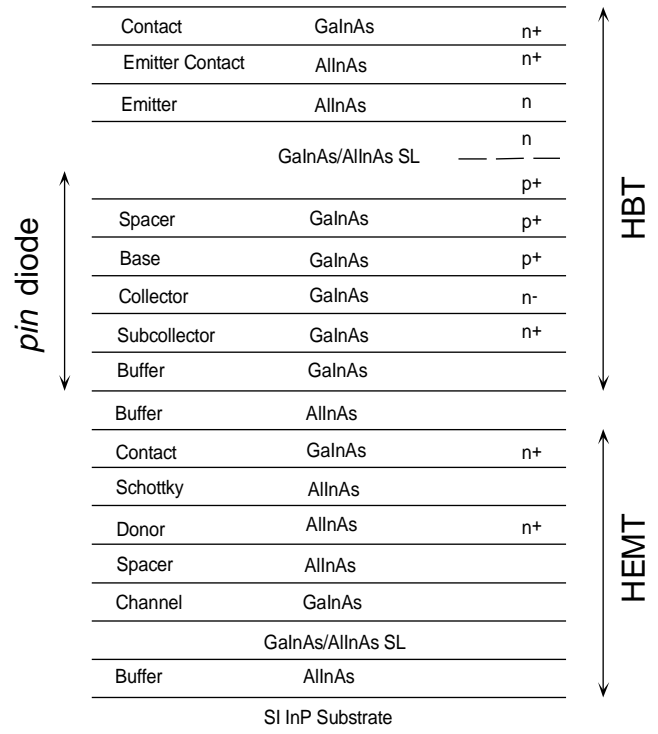 Contact GaInAs n+
Emitter Contact AlInAs n+
Emitter AlInAs n
n
GaInAs/AlInAs SL
p+
Spacer GaInAs p+
Base GaInAs p+
Collector GaInAs n-
Subcollector GaInAs n+
Buffer GaInAs
Buffer AlInAs
Contact GaInAs n+
Schottky AlInAs
Donor AlInAs n+
Spacer AlInAs
Channel GaInAs
GaInAs/AlInAs SL
Buffer AlInAs
SI InP Substrate
pin diode
HBT
HEMT